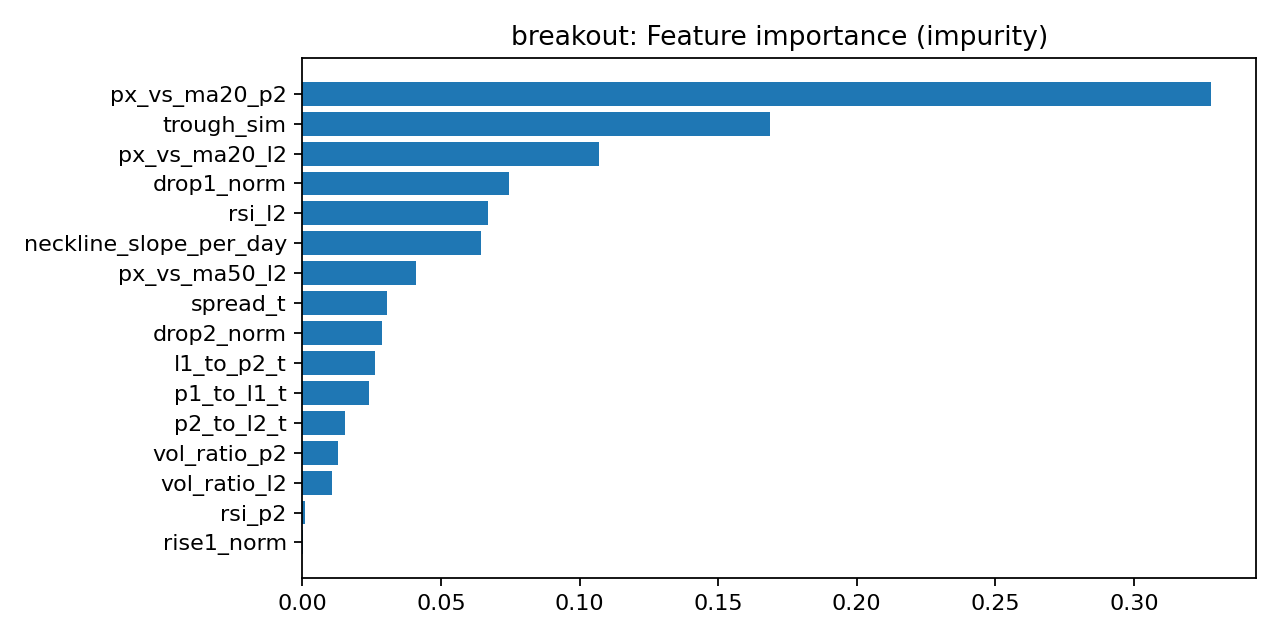 breakout: Feature importance (impurity)
px_vs_ma20_p2
trough_sim
px_vs_ma20_l2
drop1_norm
rsi_l2
neckline_slope_per_day
px_vs_ma50_l2
spread_t
drop2_norm
l1_to_p2_t
p1_to_l1_t
p2_to_l2_t
vol_ratio_p2
vol_ratio_l2
rsi_p2
rise1_norm
0.00 0.05 0.10 0.15 0.20 0.25 0.30